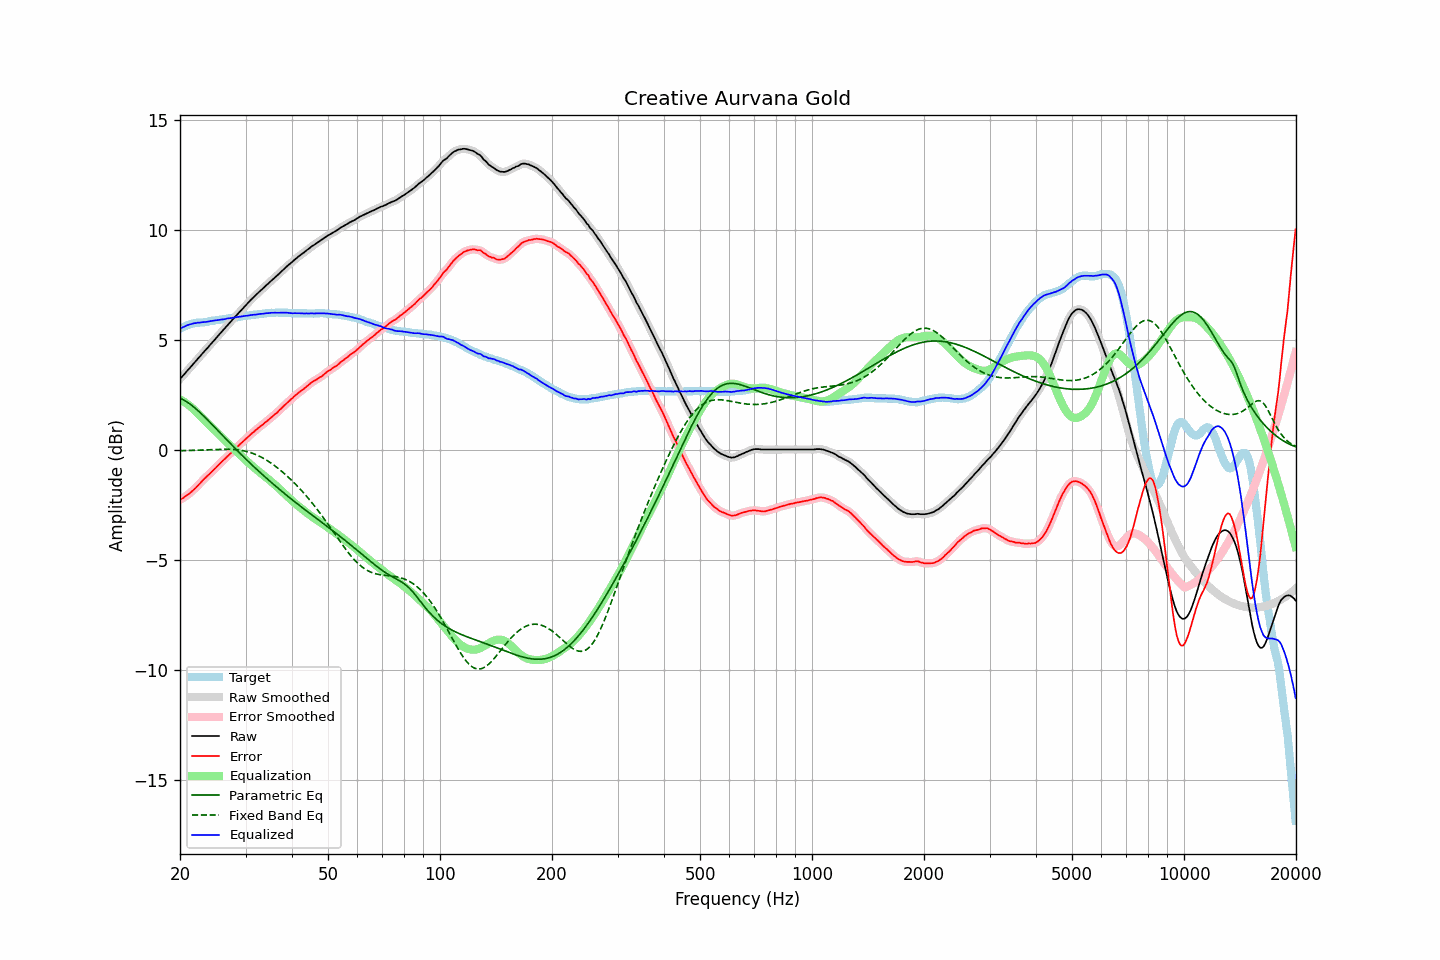 Creative Aurvana Gold
15
10
5
0
−5
−10
−15
Amplitude (dBr)
Target
Raw Smoothed
Error Smoothed
Raw
Error
Equalization
Parametric Eq
Fixed Band Eq
Equalized
20 50 100 200 500 1000 2000 5000 10000 20000
Frequency (Hz)